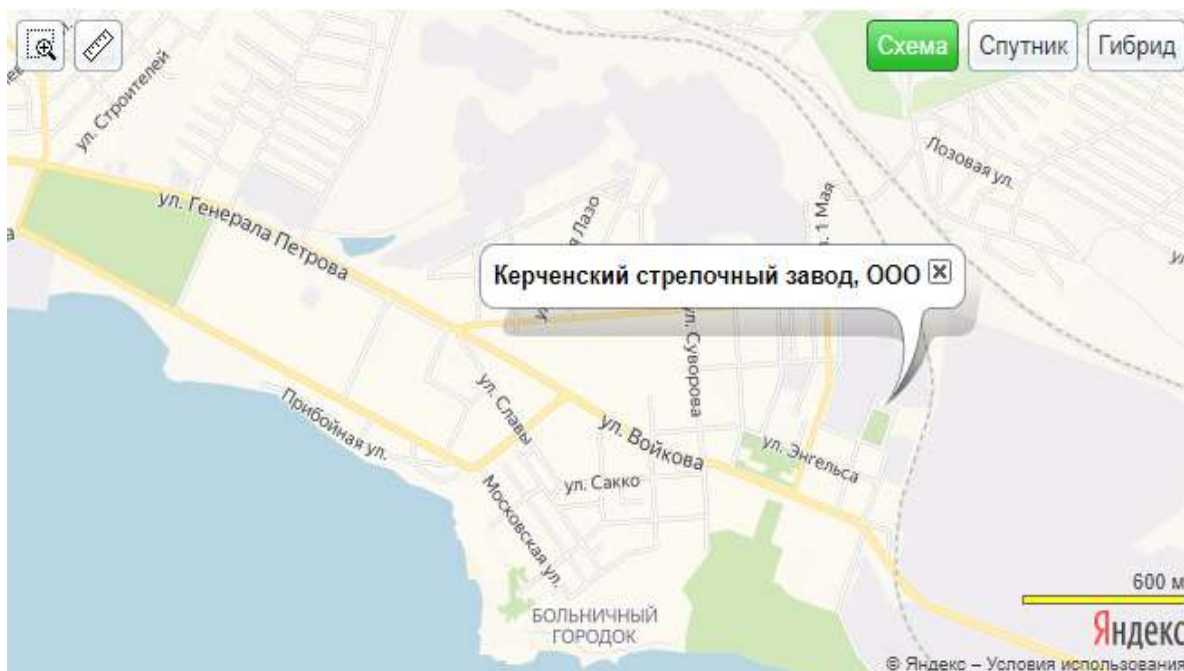 Схема
Спутник
Гибрид
ул. Строителей
Лозовая ул.
ул. Генерала Петрова
Лазо
1 Мая
Керченский стрелочный завод, ООО
ул. Суворова
ул. Славы
Прибойная ул.
ул. Войкова
ул. Энгельса
ул. Сакко
Московская ул.
БОЛЬНИЧНЫЙ
ГОРОДОК
600 м
Яндекс
© Яндекс – Условия использования